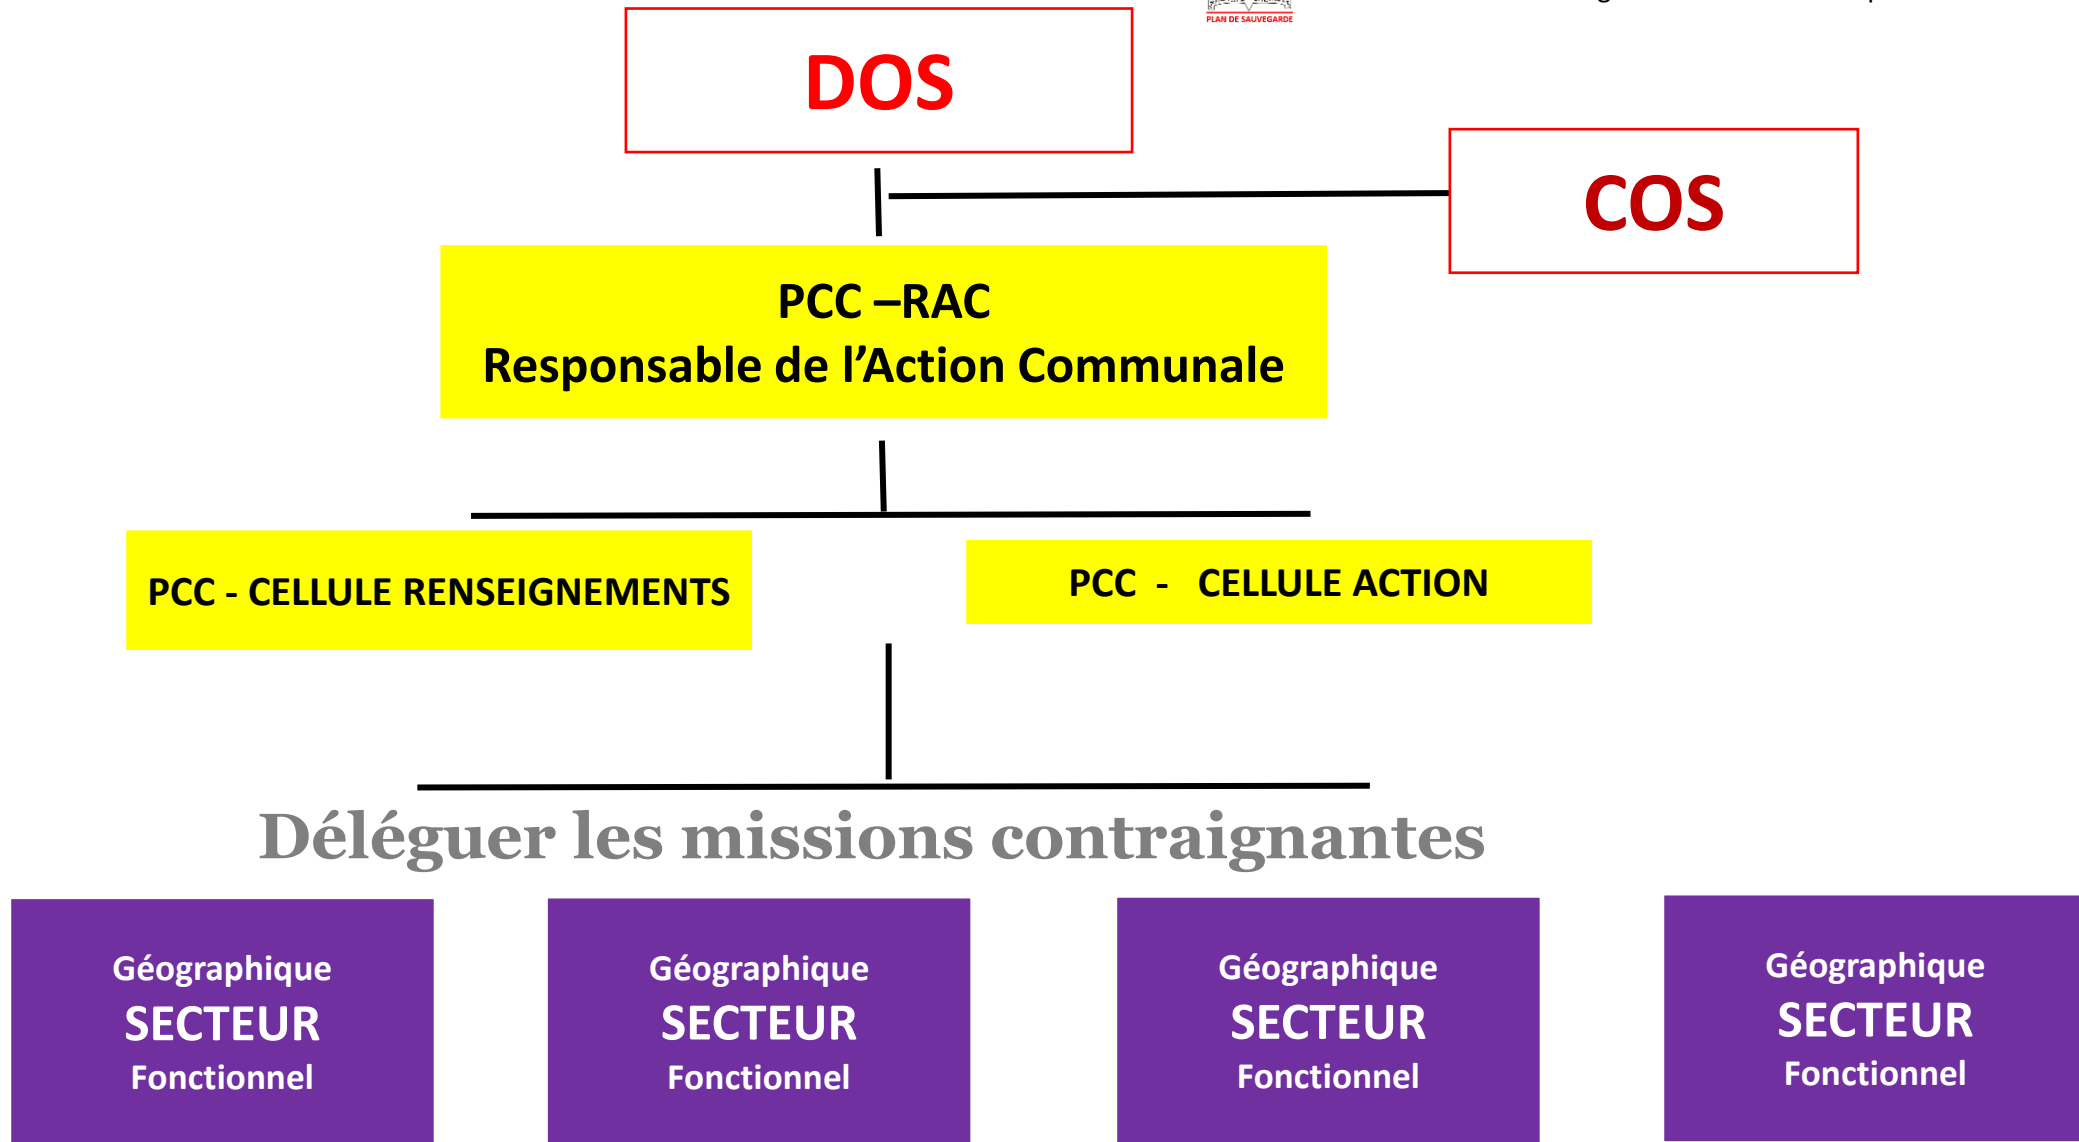 PLAN DE SAUVEGARDE
DOS
COS
PCC –RAC
Responsable de l’Action Communale
PCC - CELLULE RENSEIGNEMENTS
PCC - CELLULE ACTION
Déléguer les missions contraignantes
Géographique
SECTEUR
Fonctionnel
Géographique
SECTEUR
Fonctionnel
Géographique
SECTEUR
Fonctionnel
Géographique
SECTEUR
Fonctionnel